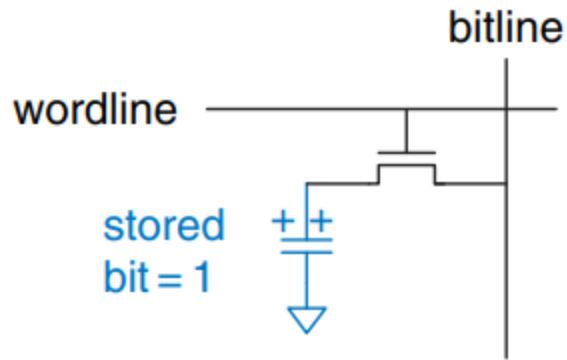 bitline
wordline
stored
bit = 1
+ +